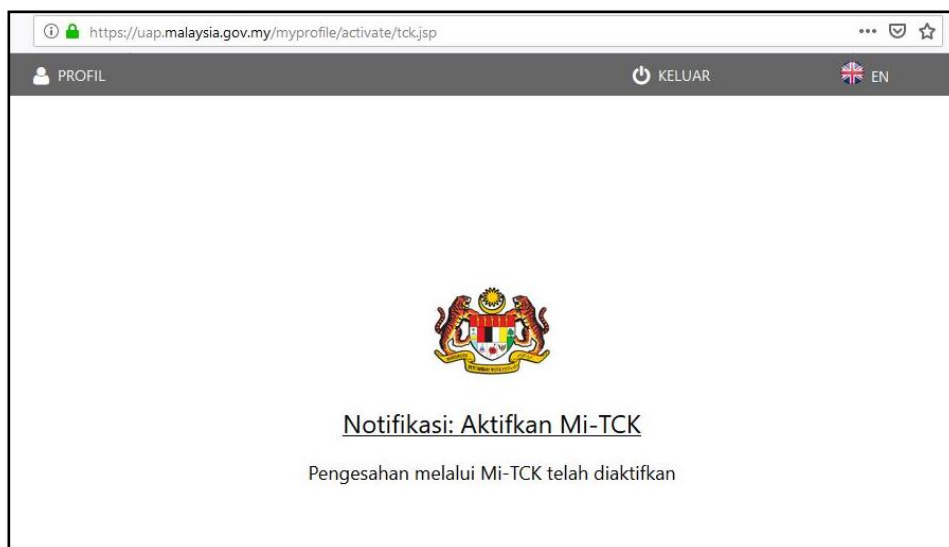 https://uap.malaysia.gov.my/myprofile/activate/tck.jsp
PROFIL KELUAR EN
Notifikasi: Aktifkan Mi-TCK
Pengesahan melalui Mi-TCK telah diaktifkan